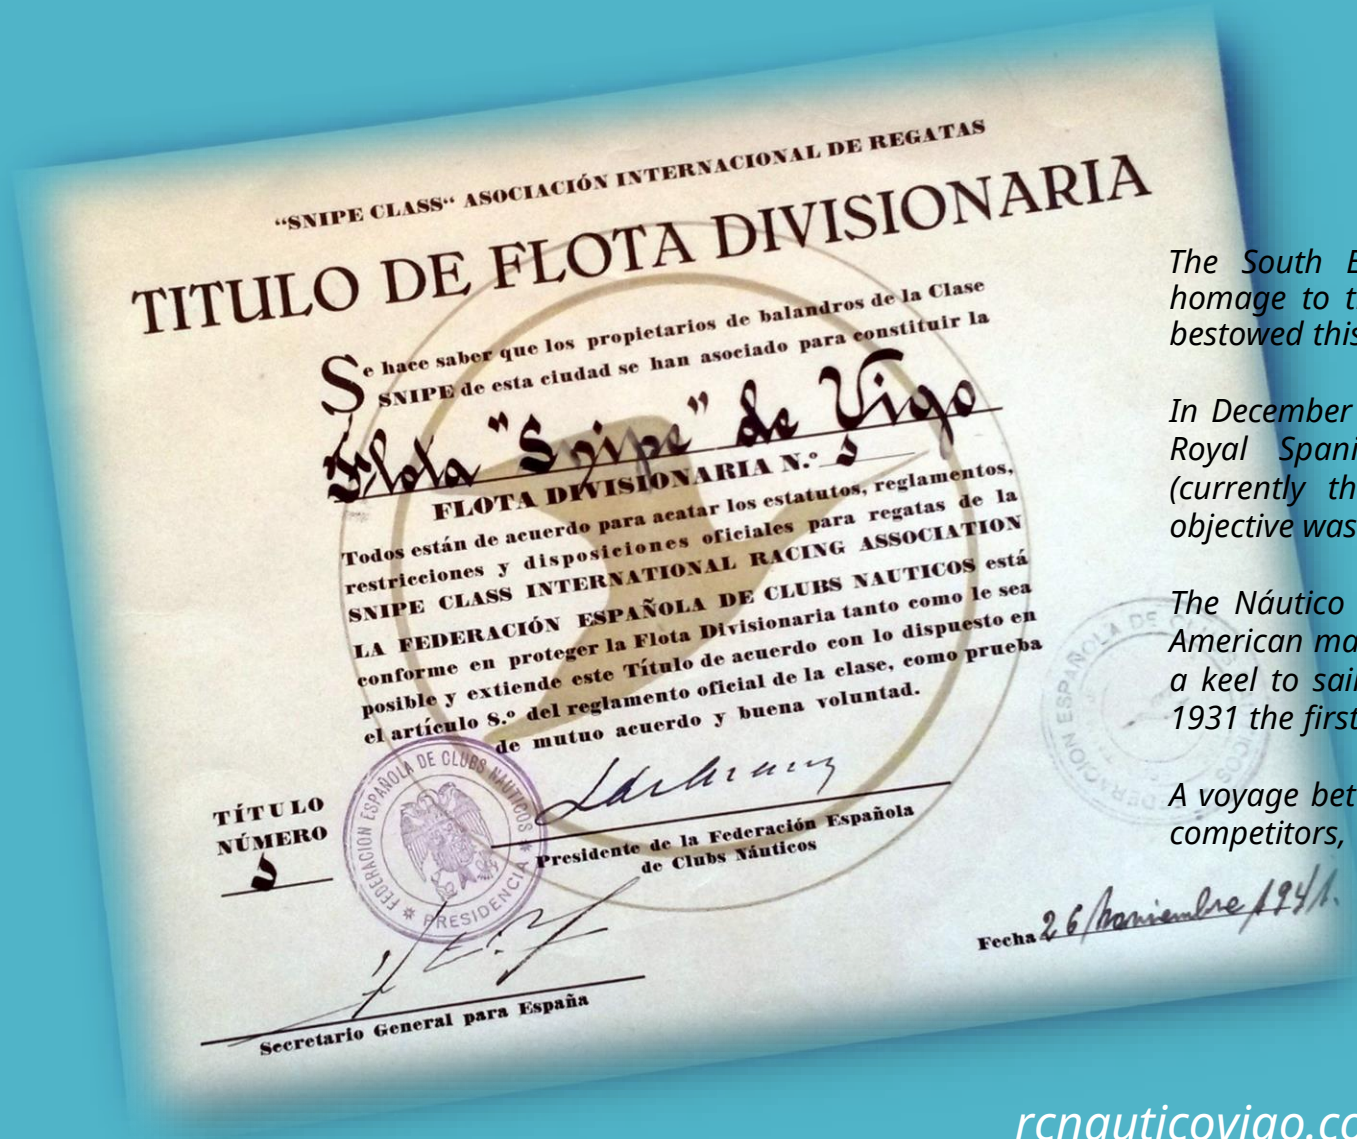 “SNIPE CLASS“ ASOCIACIÓN INTERNACIONAL DE REGATAS
TITULO DE FLOTA DIVISIONARIA
Se hace saber que los propietarios de balandros de la Clase
SNIPE de esta ciudad se han asociado para constituir la
Flota "Snipe" de Vigo
FLOTA DIVISIONARIA N.º
Todos están de acuerdo para acatar los estatutos, reglamentos,
restricciones y disposiciones oficiales para regatas de la
SNIPE CLASS INTERNATIONAL RACING ASSOCIATION
LA FEDERACIÓN ESPAÑOLA DE CLUBS NAUTICOS está
conforme en proteger la Flota Divisionaria tanto como le sea
posible y extiende este Título de acuerdo con lo dispuesto en
el artículo 8.º del reglamento oficial de la clase, como prueba
de mutuo acuerdo y buena voluntad.
TÍTULO
NÚMERO
FEDERACION ESPAÑOLA DE CLUBS NAUTICOS
PRESIDENCIA
Presidente de la Federación Española
de Clubs Náuticos
Secretario General para España
Fecha 26 Noviembre 1941.
The South
homage to
bestowed this
In December
Royal
(currently
objective was
The Náutico
American
a keel to
1931 the first
A voyage
competitors,